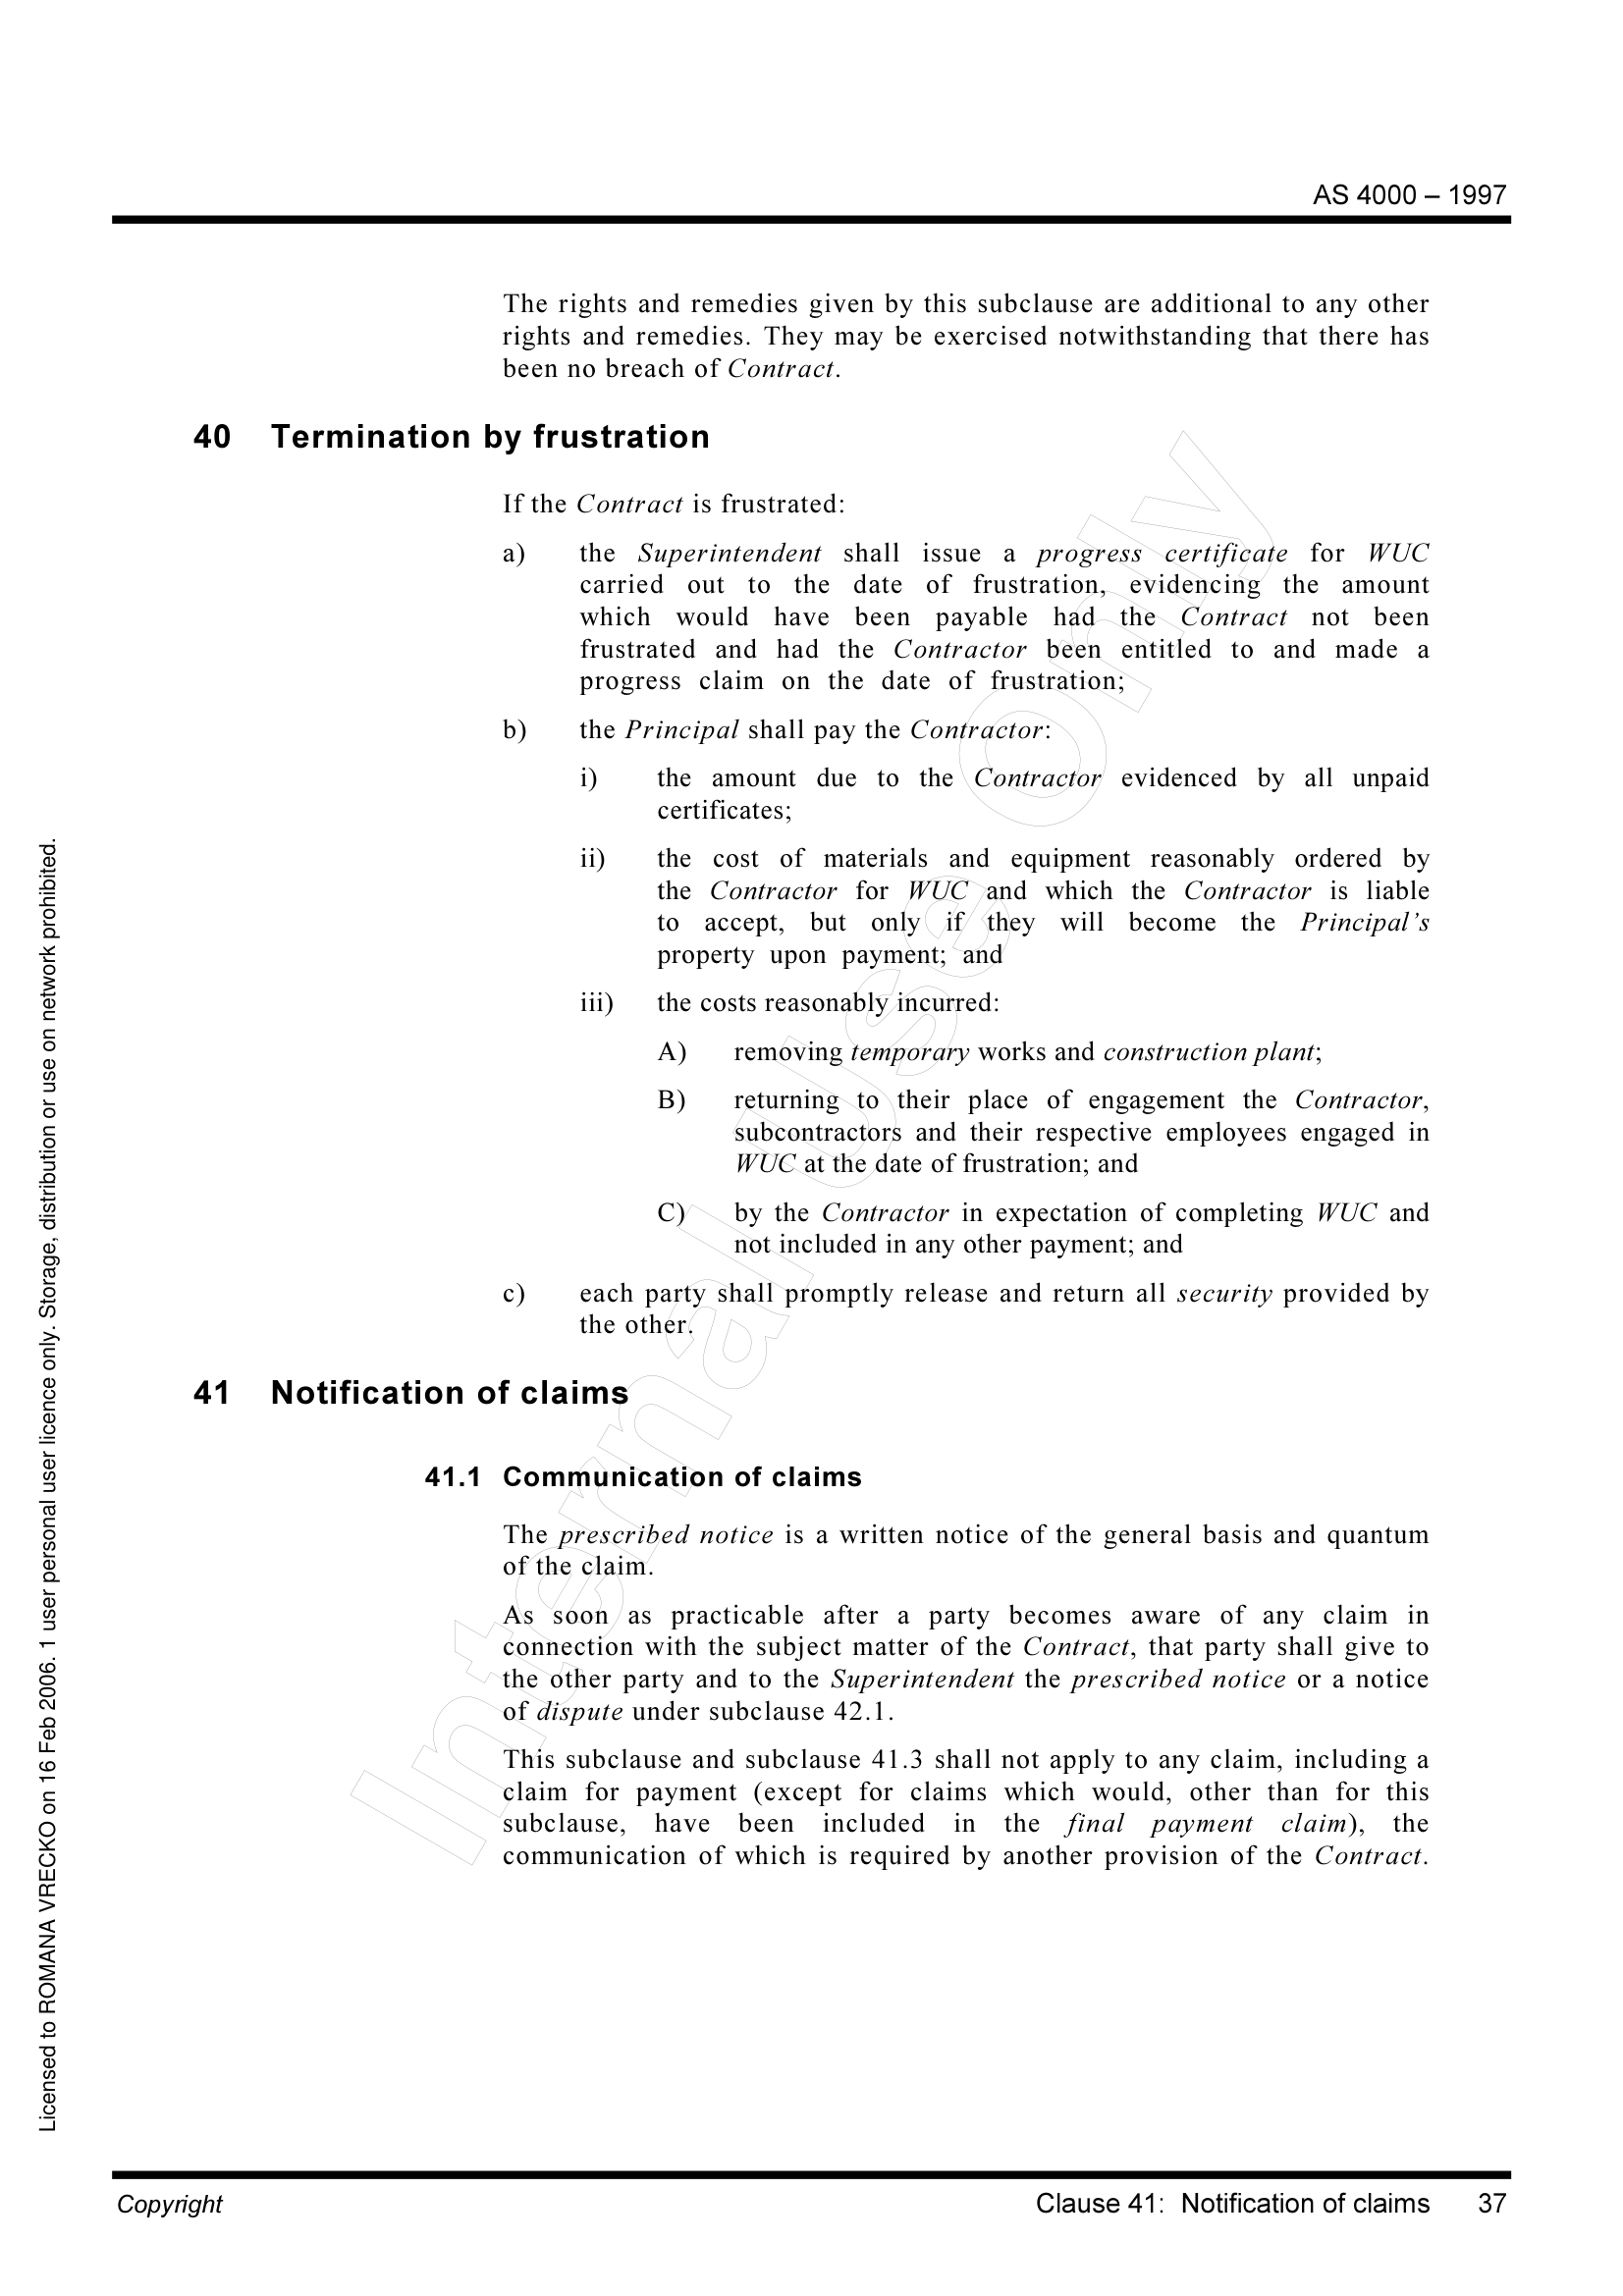 AS 4000 – 1997
The rights and remedies given by this subclause are additional to any other
rights and remedies. They may be exercised notwithstanding that there has
been no breach of Contract.
40 Termination by frustration
If the Contract is frustrated:
a) the Superintendent shall issue a progress certificate for WUC
carried out to the date of frustration, evidencing the amount
which would have been payable had the Contract not been
frustrated and had the Contractor been entitled to and made a
progress claim on the date of frustration;
b) the Principal shall pay the Contractor:
i) the amount due to the Contractor evidenced by all unpaid
certificates;
ii) the cost of materials and equipment reasonably ordered by
the Contractor for WUC and which the Contractor is liable
to accept, but only if they will become the Principal’s
property upon payment; and
iii) the costs reasonably incurred:
A) removing temporary works and construction plant;
B) returning to their place of engagement the Contractor,
subcontractors and their respective employees engaged in
WUC at the date of frustration; and
C) by the Contractor in expectation of completing WUC and
not included in any other payment; and
c) each party shall promptly release and return all security provided by
the other.
41 Notification of claims
41.1 Communication of claims
The prescribed notice is a written notice of the general basis and quantum
of the claim.
As soon as practicable after a party becomes aware of any claim in
connection with the subject matter of the Contract, that party shall give to
the other party and to the Superintendent the prescribed notice or a notice
of dispute under subclause 42.1.
This subclause and subclause 41.3 shall not apply to any claim, including a
claim for payment (except for claims which would, other than for this
subclause, have been included in the final payment claim), the
communication of which is required by another provision of the Contract.
Copyright Clause 41: Notification of claims 37
Licensed to ROMANA VRECKO on 16 Feb 2006. 1 user personal user licence only. Storage, distribution or use on network prohibited.
Internal Use Only